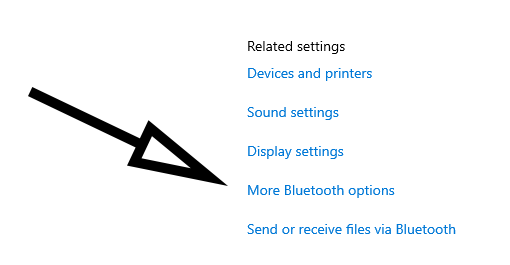 Related settings
Devices and printers
Sound settings
Display settings
More Bluetooth options
Send or receive files via Bluetooth